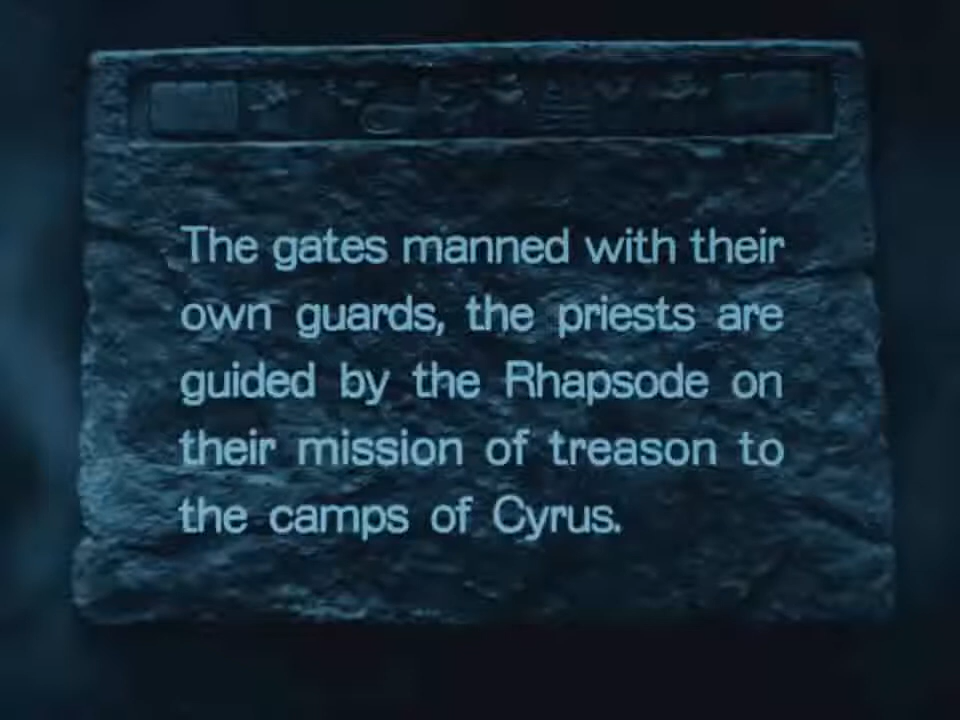 The gates manned with their
own guards, the priests are
guided by the Rhapsode on
their mission of treason to
the camps of Cyrus.